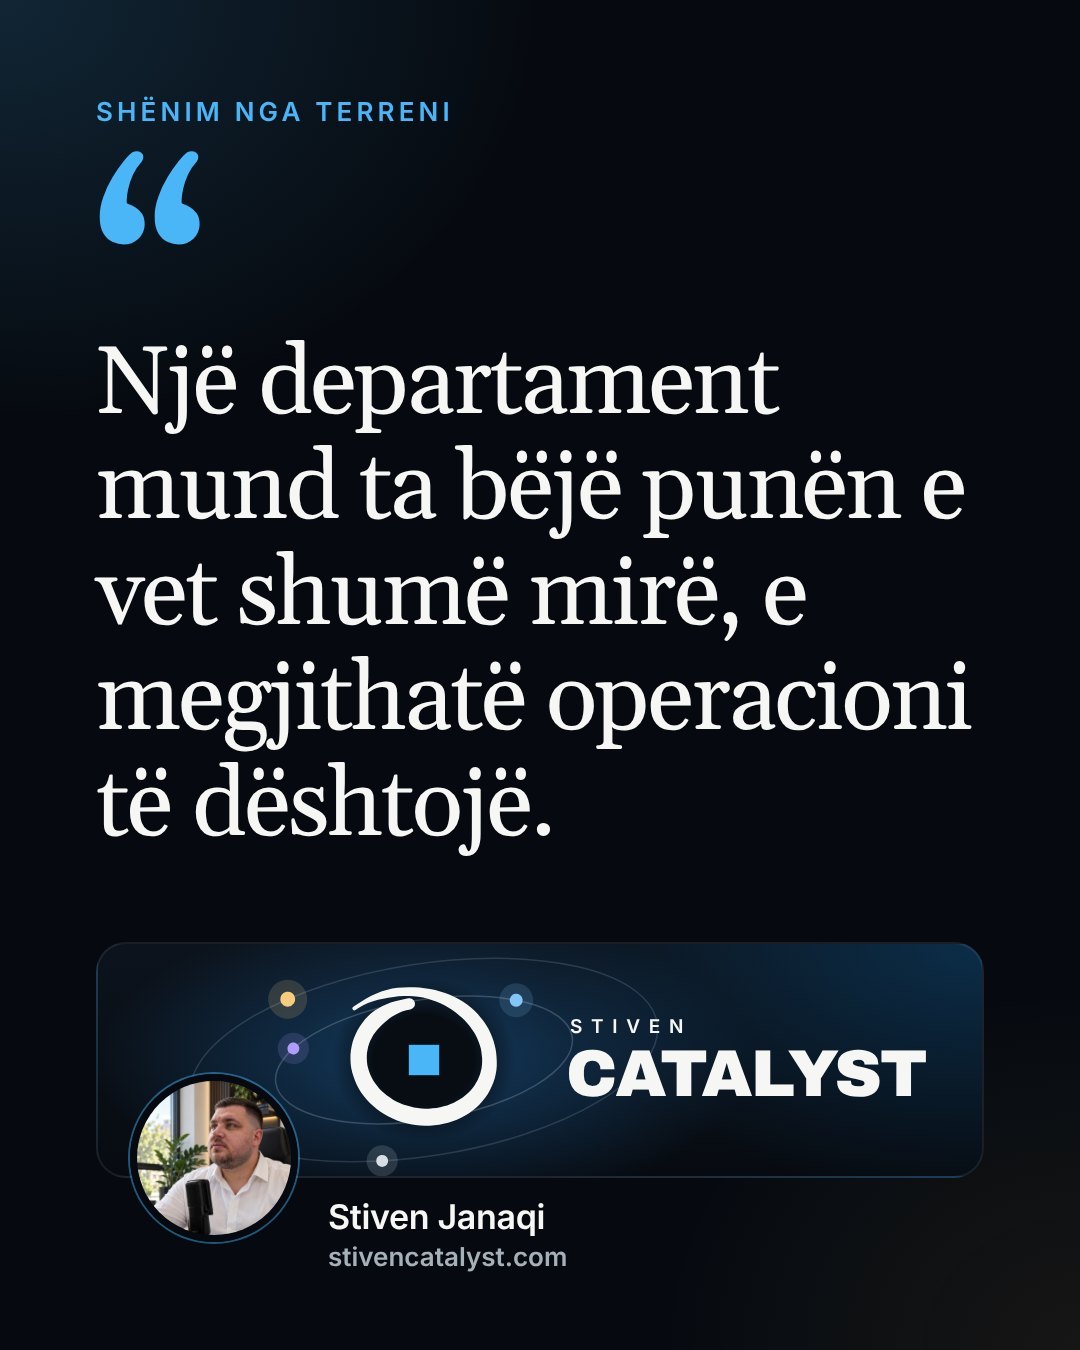 SHËNIM NGA TERRENI
“
Një departament
mund ta bëjë punën e
vet shumë mirë, e
megjithatë operacioni
të dështojë.
STIVEN
CATALYST
Stiven Janaqi
stivencatalyst.com